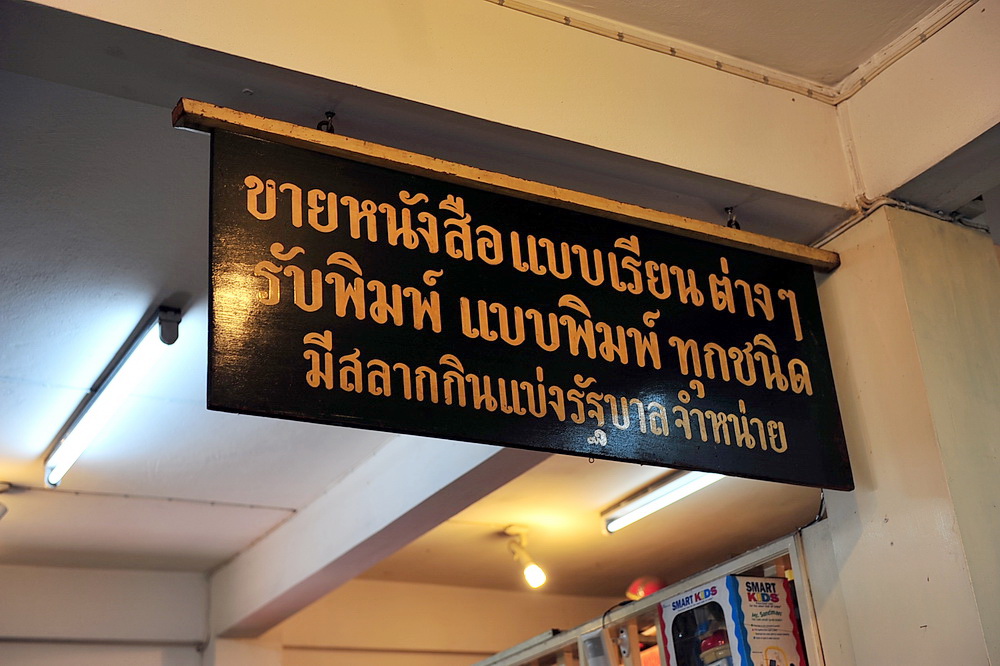 ขายหนังสือแบบเรียน ต่างๆ
รับพิมพ์ แบบพิมพ์ ทุกชนิด
มีสลากกินแบ่งรัฐบาล จำหน่าย
SMART KIDS
SMART
KIDS